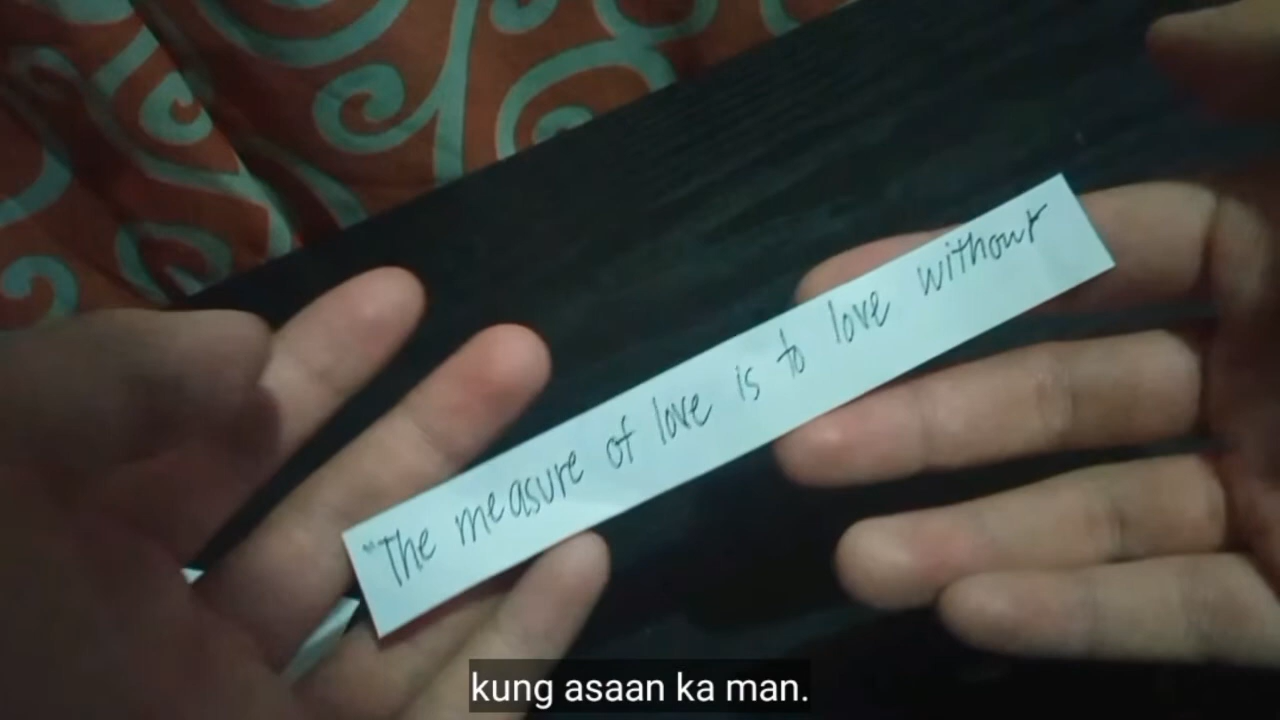 "The measure of love is to love without
kung asaan ka man.